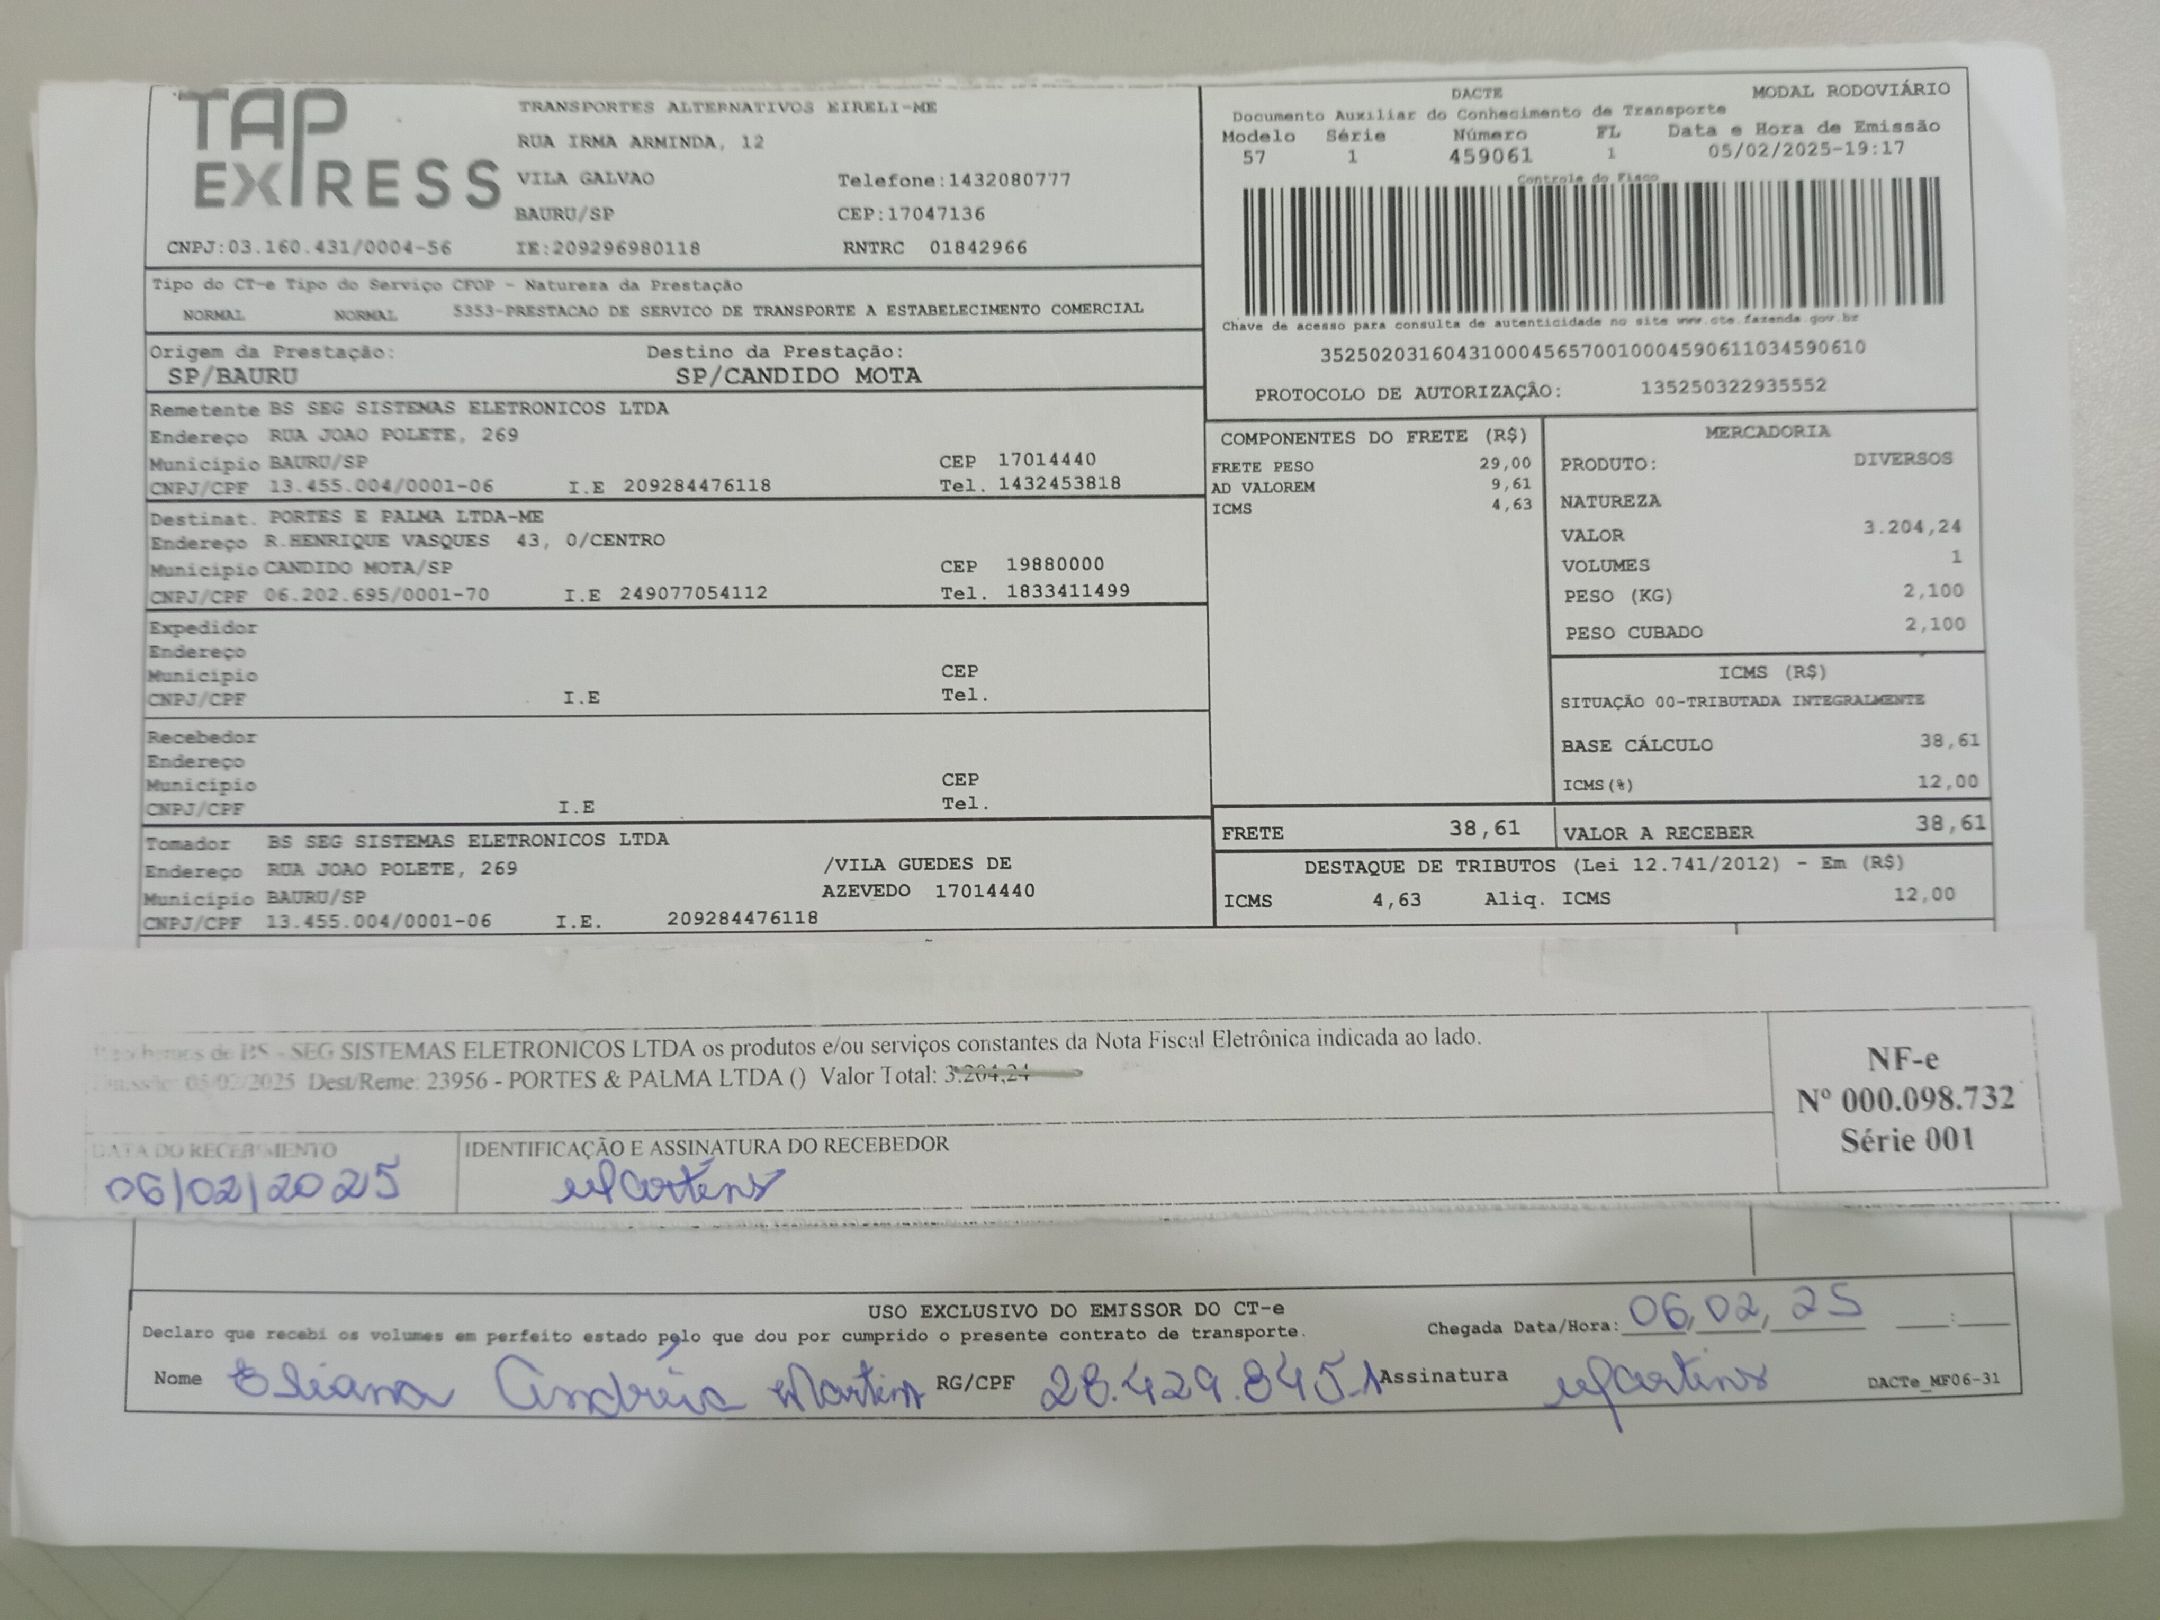 TAP EXPRESS
TRANSPORTES ALTERNATIVOS EIRELI-ME
RUA IRMA ARMINDA, 12
VILA GALVAO Telefone:1432080777
BAURU/SP CEP:17047136
CNPJ:03.160.431/0004-56 IE:209296980118 RNTRC 01842966
DACTE MODAL RODOVIÁRIO
Documento Auxiliar do Conhecimento de Transporte
Modelo Série Número FL Data e Hora de Emissão
57 1 459061 1 05/02/2025-19:17
Controle do Fisco
Chave de acesso para consulta de autenticidade no site www.cte.fazenda.gov.br
35250203160431000456570010004590611034590610
PROTOCOLO DE AUTORIZAÇÃO: 135250322935552
Tipo do CT-e Tipo do Serviço CFOP - Natureza da Prestação
NORMAL NORMAL 5353-PRESTACAO DE SERVICO DE TRANSPORTE A ESTABELECIMENTO COMERCIAL
Origem da Prestação: Destino da Prestação:
SP/BAURU SP/CANDIDO MOTA
Remetente BS SEG SISTEMAS ELETRONICOS LTDA
Endereço RUA JOAO POLETE, 269
Município BAURU/SP CEP 17014440
CNPJ/CPF 13.455.004/0001-06 I.E 209284476118 Tel. 1432453818
Destinat. PORTES E PALMA LTDA-ME
Endereço R.HENRIQUE VASQUES 43, 0/CENTRO
Município CANDIDO MOTA/SP CEP 19880000
CNPJ/CPF 06.202.695/0001-70 I.E 249077054112 Tel. 1833411499
Expedidor
Endereço
Município CEP
CNPJ/CPF I.E Tel.
Recebedor
Endereço
Município CEP
CNPJ/CPF I.E Tel.
Tomador BS SEG SISTEMAS ELETRONICOS LTDA
Endereço RUA JOAO POLETE, 269 /VILA GUEDES DE
Município BAURU/SP AZEVEDO 17014440
CNPJ/CPF 13.455.004/0001-06 I.E. 209284476118
COMPONENTES DO FRETE (R$)
FRETE PESO 29,00
AD VALOREM 9,61
ICMS 4,63
MERCADORIA
PRODUTO: DIVERSOS
NATUREZA
VALOR 3.204,24
VOLUMES 1
PESO (KG) 2,100
PESO CUBADO 2,100
ICMS (R$)
SITUAÇÃO 00-TRIBUTADA INTEGRALMENTE
BASE CÁLCULO 38,61
ICMS(%) 12,00
FRETE 38,61 VALOR A RECEBER 38,61
DESTAQUE DE TRIBUTOS (Lei 12.741/2012) - Em (R$)
ICMS 4,63 Aliq. ICMS 12,00
de BS - SEG SISTEMAS ELETRONICOS LTDA os produtos e/ou serviços constantes da Nota Fiscal Eletrônica indicada ao lado.
Emissão: 05/02/2025 Dest/Reme: 23956 - PORTES & PALMA LTDA () Valor Total: 3.204,24
NF-e
Nº 000.098.732
Série 001
DATA DO RECEBIMENTO IDENTIFICAÇÃO E ASSINATURA DO RECEBEDOR
06/02/2025 Martins
USO EXCLUSIVO DO EMISSOR DO CT-e
Declaro que recebi os volumes em perfeito estado pelo que dou por cumprido o presente contrato de transporte. Chegada Data/Hora: 06,02,25 :
Nome Eliana Andréia Martins RG/CPF 28.429.845-1 Assinatura Martins DACTe_MF06-31